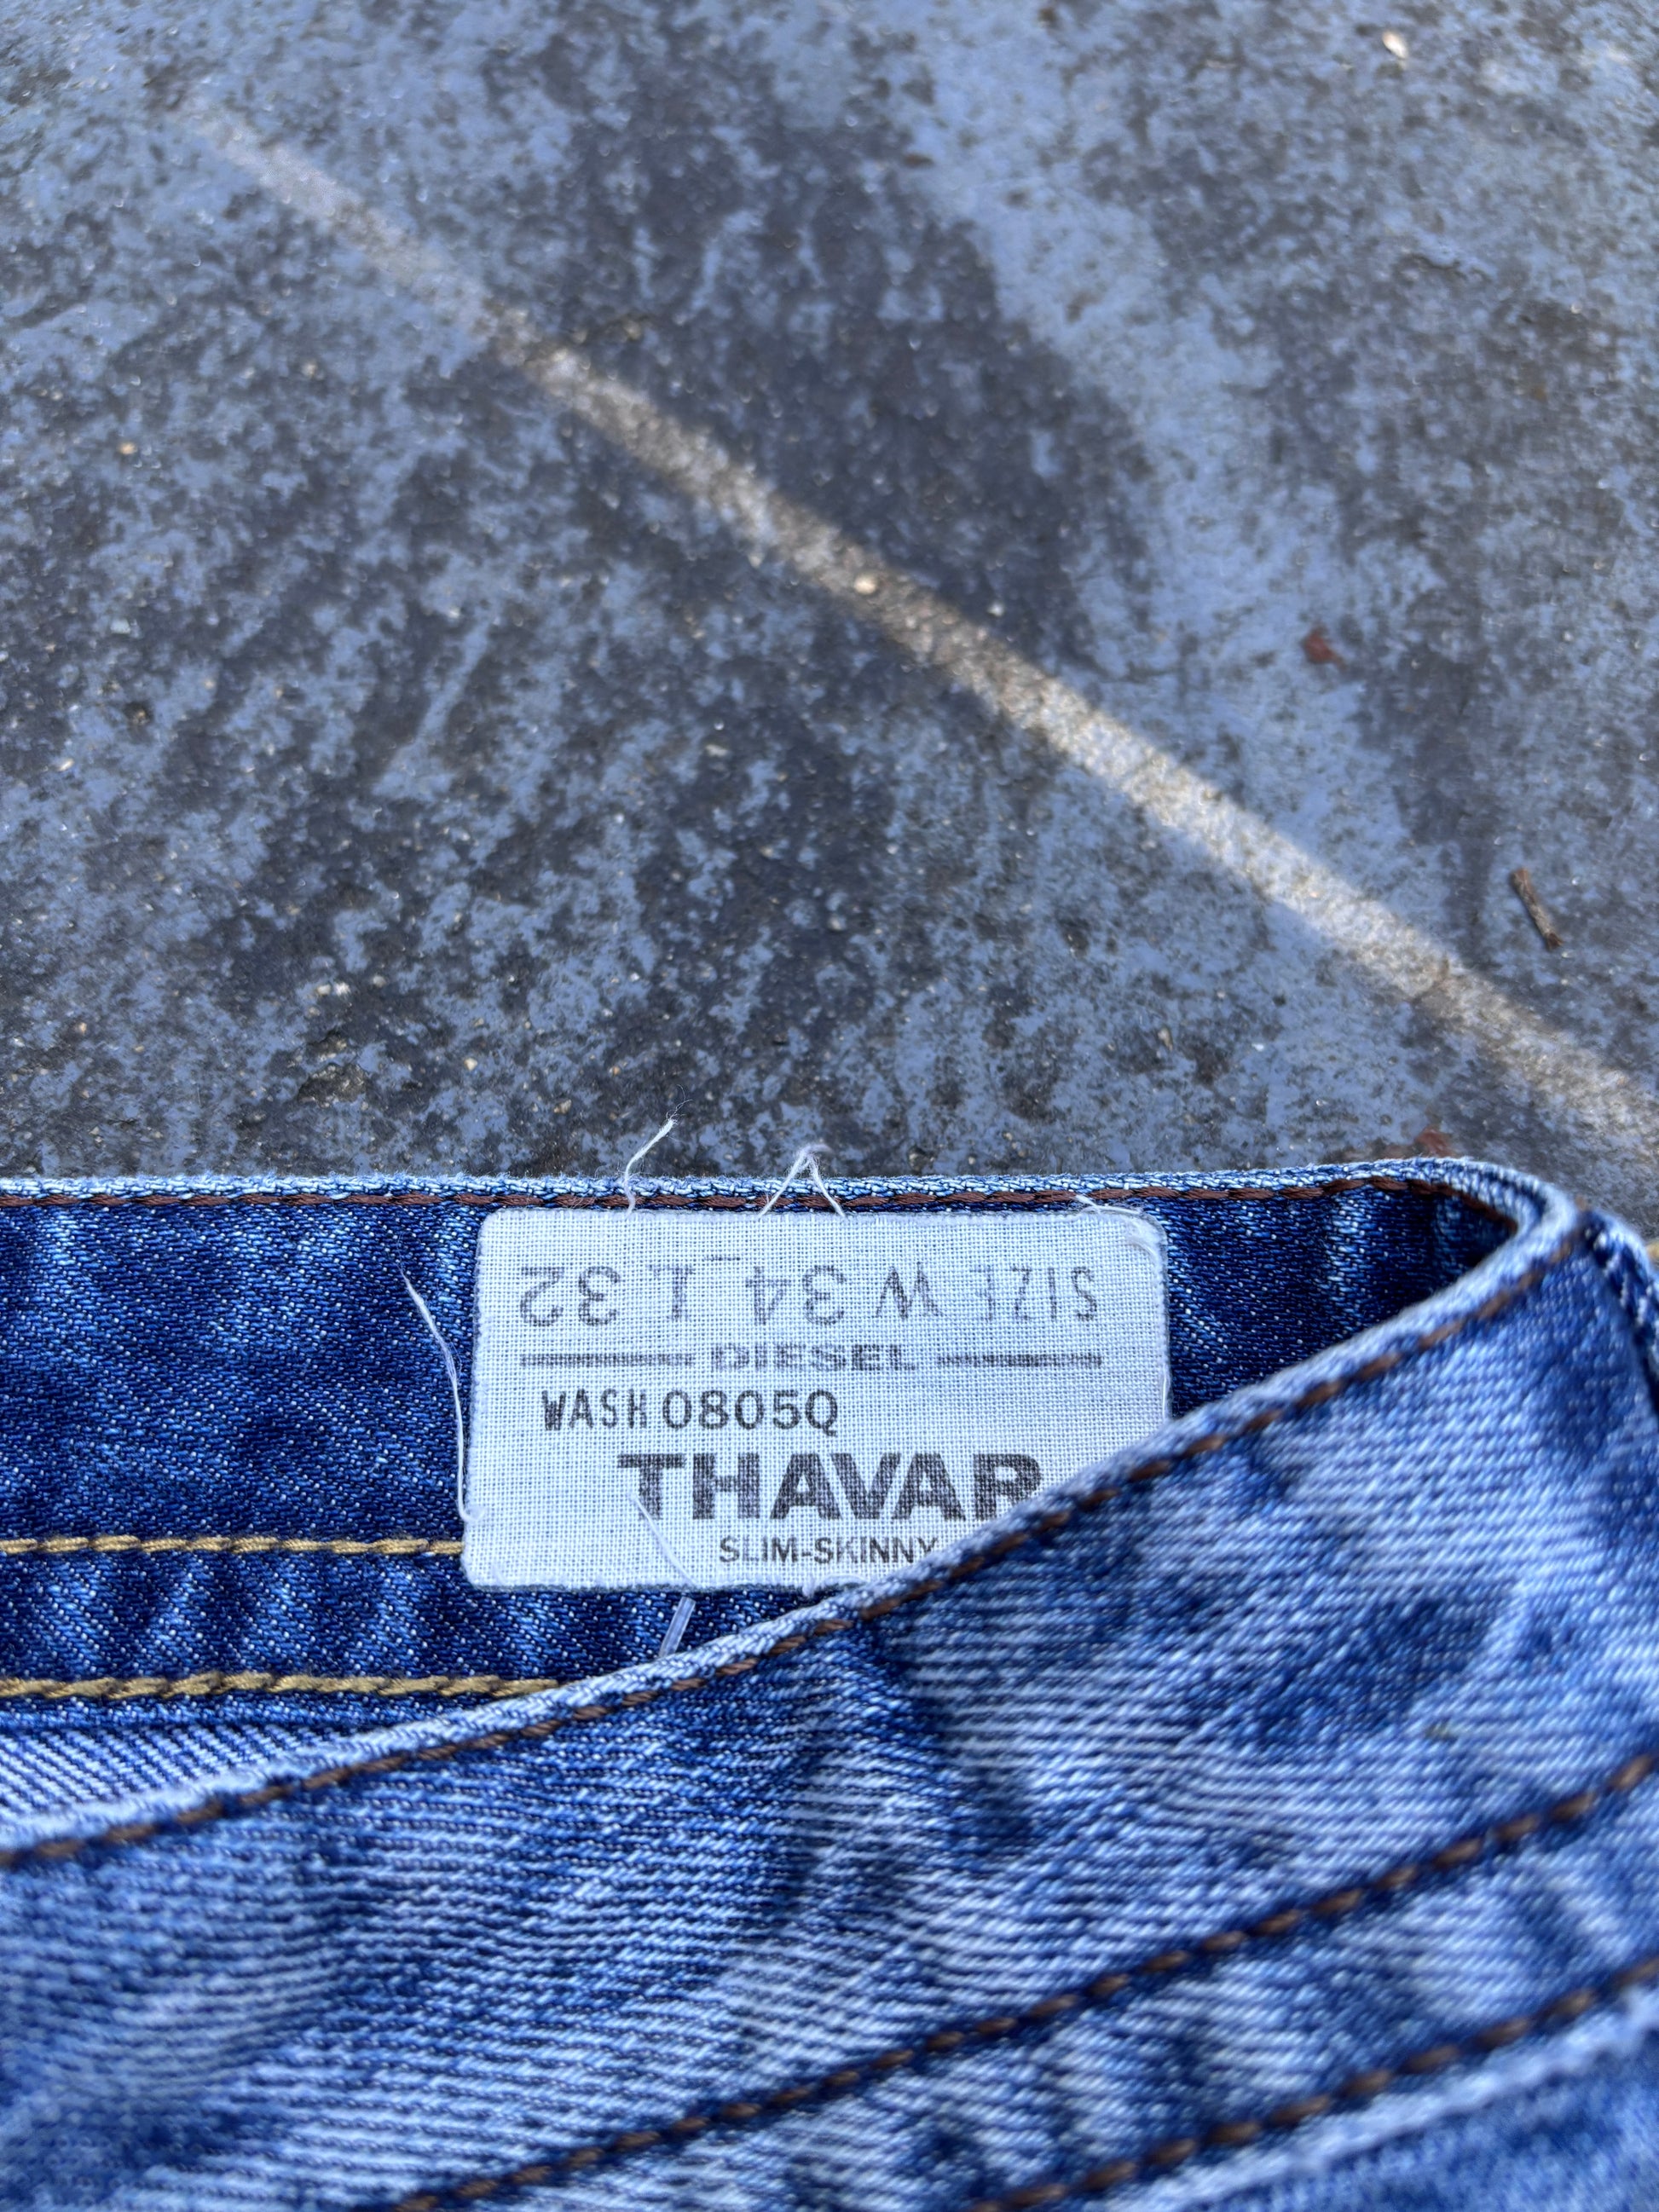 SIZE W 34 L 32
DIESEL
WASH 0805Q
THAVAR
SLIM-SKINNY